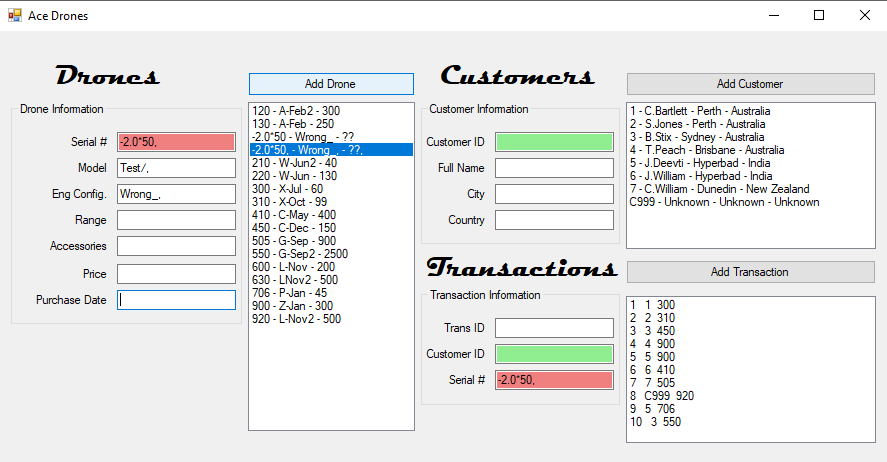 Ace Drones
Drones
Add Drone
Drone Information
Serial #
-2.0*50,
Model
Test/,
Eng Config.
Wrong_,
Range
Accessories
Price
Purchase Date
120 - A-Feb2 - 300
130 - A-Feb - 250
-2.0*50 - Wrong_ - ??
-2.0*50, - Wrong_, - ??,
210 - W-Jun2 - 40
220 - W-Jun - 130
300 - X-Jul - 60
310 - X-Oct - 99
410 - C-May - 400
450 - C-Dec - 150
505 - G-Sep - 900
550 - G-Sep2 - 2500
600 - L-Nov - 200
630 - LNov2 - 500
706 - P-Jan - 45
900 - Z-Jan - 300
920 - L-Nov2 - 500
Customers
Add Customer
Customer Information
Customer ID
Full Name
City
Country
1 - C.Bartlett - Perth - Australia
2 - S.Jones - Perth - Australia
3 - B.Stix - Sydney - Australia
4 - T.Peach - Brisbane - Australia
5 - J.Deevti - Hyperbad - India
6 - J.William - Hyperbad - India
7 - C.William - Dunedin - New Zealand
C999 - Unknown - Unknown - Unknown
Transactions
Add Transaction
Transaction Information
Trans ID
Customer ID
Serial #
-2.0*50,
1 1 300
2 2 310
3 3 450
4 4 900
5 5 900
6 6 410
7 7 505
8 C999 920
9 5 706
10 3 550